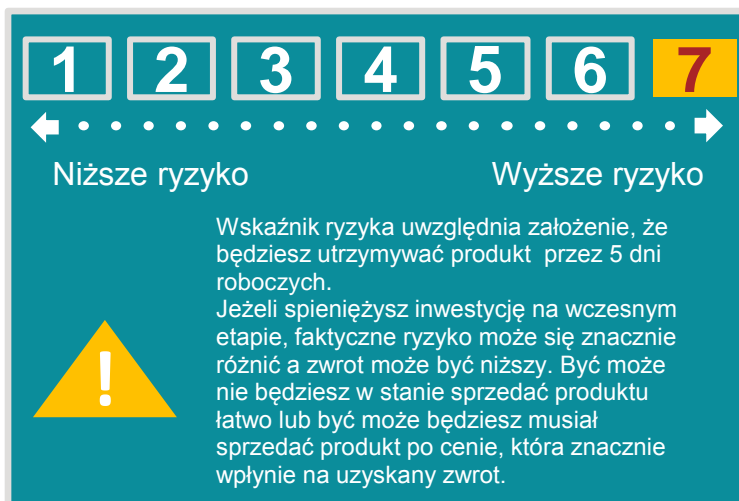 1 2 3 4 5 6 7
Niższe ryzyko Wyższe ryzyko
Wskaźnik ryzyka uwzględnia założenie, że
będziesz utrzymywać produkt przez 5 dni
roboczych.
Jeżeli spieniężysz inwestycję na wczesnym
etapie, faktyczne ryzyko może się znacznie
różnić a zwrot może być niższy. Być może
nie będziesz w stanie sprzedać produktu
łatwo lub być może będziesz musiał
sprzedać produkt po cenie, która znacznie
wpłynie na uzyskany zwrot.
!